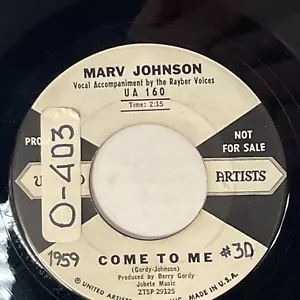 MARV JOHNSON
Vocal Accompaniment by the Rayber Voices
UA 160
Time: 2:15
PRO
NOT
FOR SALE
O-403
U
D
ARTISTS
1959
COME TO ME
#30
(Gordy-Johnson)
Produced by Berry Gordy
Jobete Music
ZTSP 29125
© UNITED ARTISTS
MADE IN U.S.A.